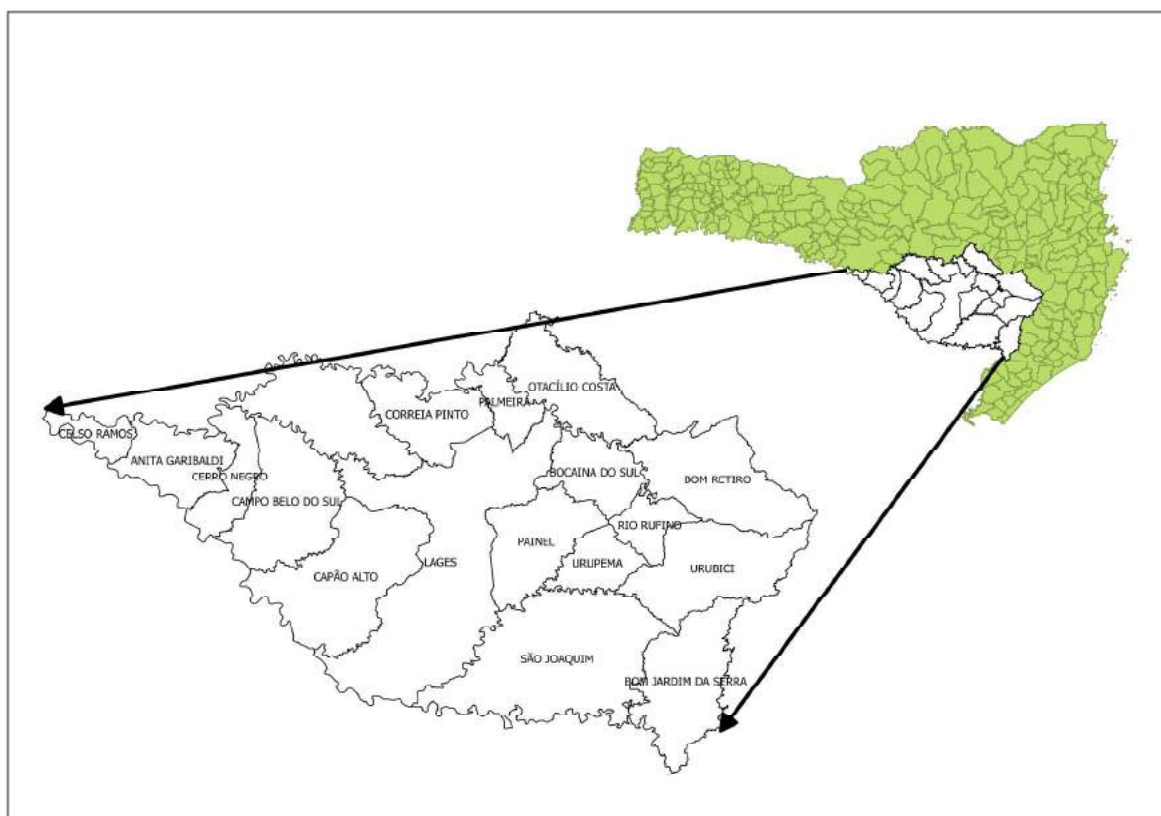 OTACÍLIO COSTA
PALMEIRA
CORREIA PINTO
CELSO RAMOS
ANITA GARIBALDI
BOCAINA DO SUL
CERRO NEGRO
BOM RETIRO
CAMPO BELO DO SUL
RIO RUFINO
PAINEL
LAGES
URUPEMA
URUBICI
CAPÃO ALTO
SÃO JOAQUIM
BOM JARDIM DA SERRA